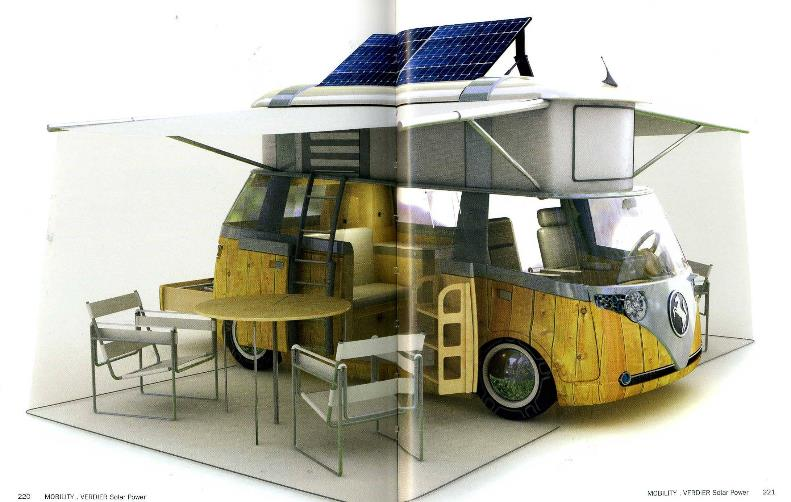 220 MOBILITY . VERDIER Solar Power
MOBILITY . VERDIER Solar Power 221